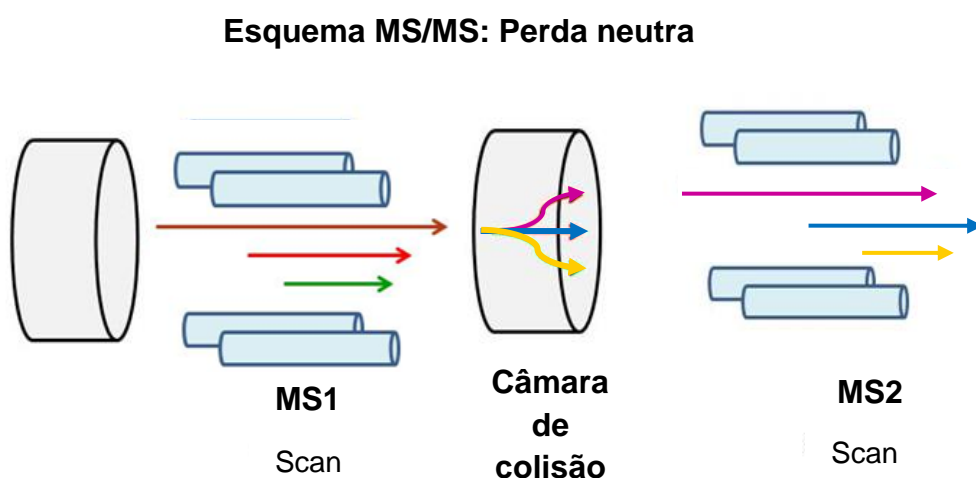 Esquema MS/MS: Perda neutra
MS1
Scan
Câmara
de
colisão
MS2
Scan